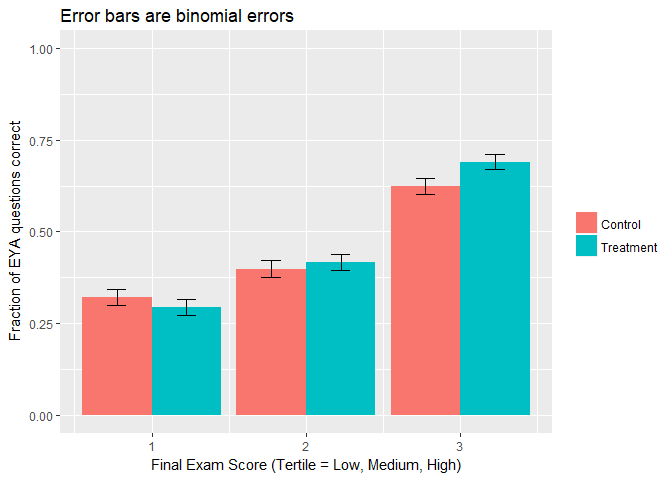 Error bars are binomial errors
1.00
0.75
0.50
0.25
0.00
Fraction of EYA questions correct
1 2 3
Final Exam Score (Tertile = Low, Medium, High)
Control
Treatment